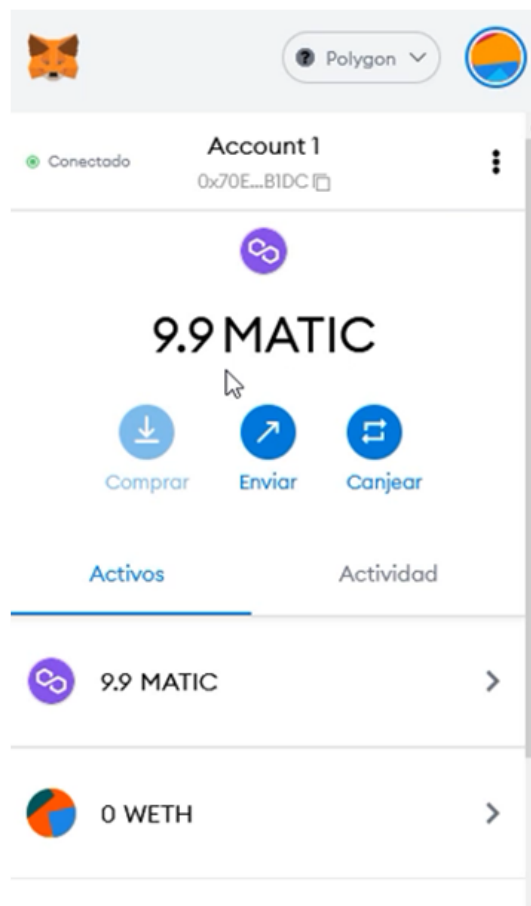 Polygon
Conectado
Account 1
0x70E...B1DC
9.9 MATIC
Comprar Enviar Canjear
Activos Actividad
9.9 MATIC
0 WETH